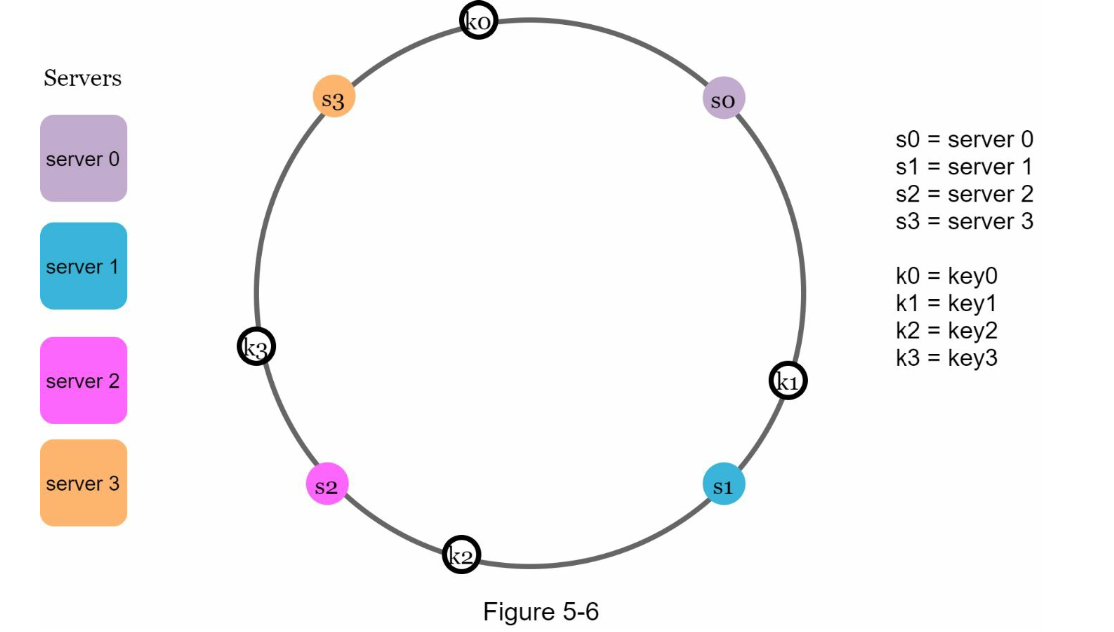 Servers
server 0
server 1
server 2
server 3
k0
s3
s0
k3
k1
s2
s1
k2
s0 = server 0
s1 = server 1
s2 = server 2
s3 = server 3
k0 = key0
k1 = key1
k2 = key2
k3 = key3
Figure 5-6